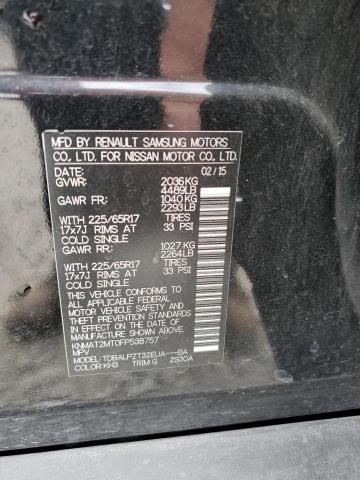 MFD BY RENAULT SAMSUNG MOTORS
CO., LTD. FOR NISSAN MOTOR CO., LTD.
DATE: 02/15
GVWR: 2036KG
4489LB
GAWR FR: 1040KG
2293LB
WITH 225/65R17 TIRES
17x7J RIMS AT 33 PSI
COLD SINGLE
GAWR RR: 1027KG
2264LB
WITH 225/65R17 TIRES
17x7J RIMS AT 33 PSI
COLD SINGLE
THIS VEHICLE CONFORMS TO ALL APPLICABLE FEDERAL
MOTOR VEHICLE SAFETY AND
THEFT PREVENTION STANDARDS
IN EFFECT ON THE DATE OF
MANUFACTURE SHOWN ABOVE.
KNMAT2MT0FP538757
MPV
MODEL: TDBALPZT32EUA---BA
COLOR: KH3 TRIM: G ZS30A